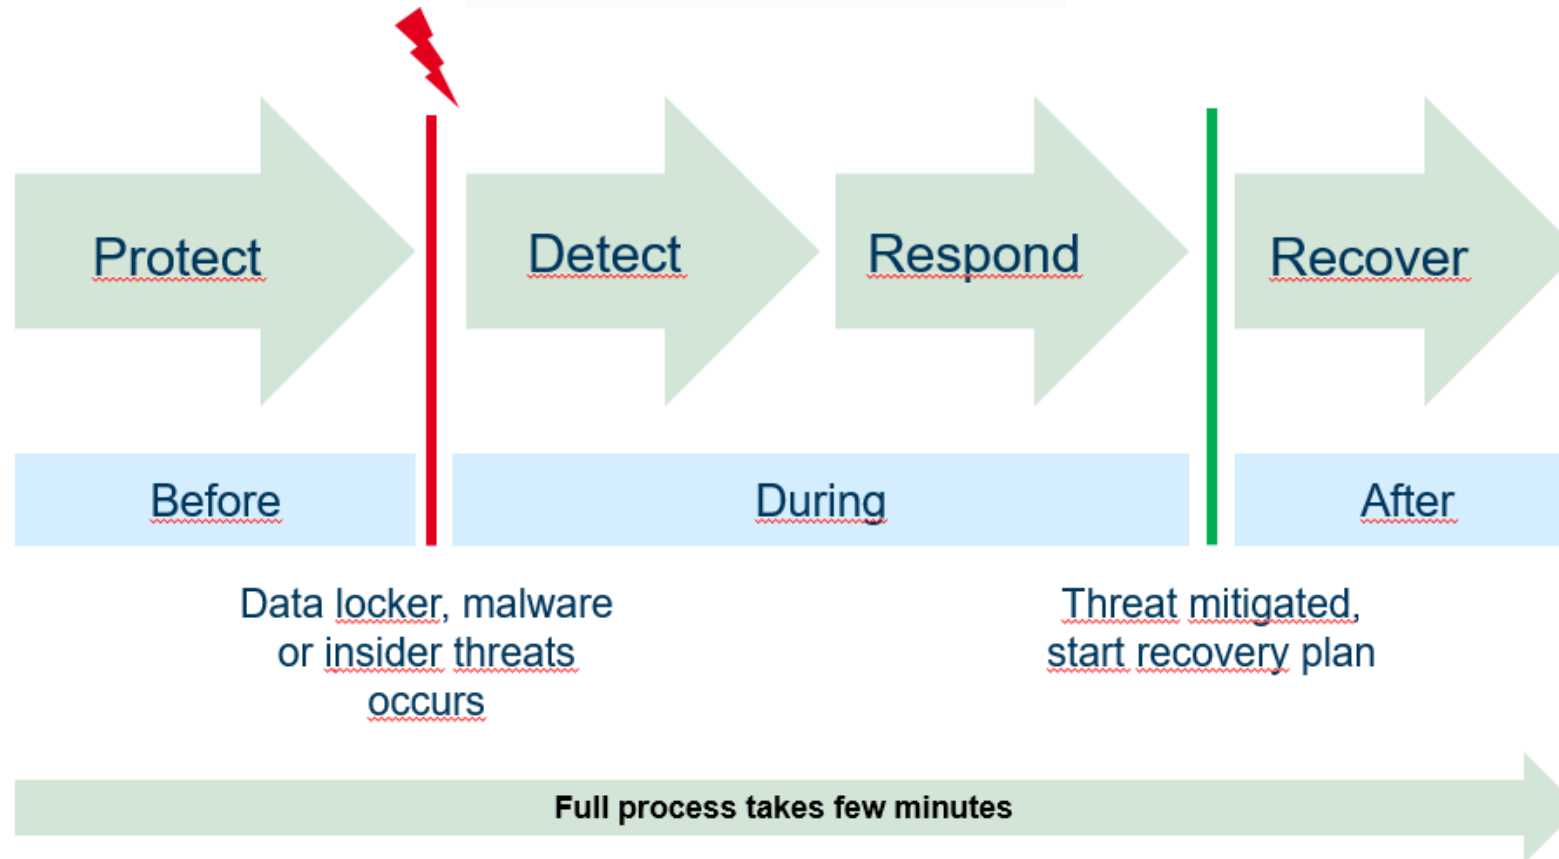 Protect
Detect
Respond
Recover
Before
During
After
Data locker, malware
or insider threats
occurs
Threat mitigated,
start recovery plan
Full process takes few minutes